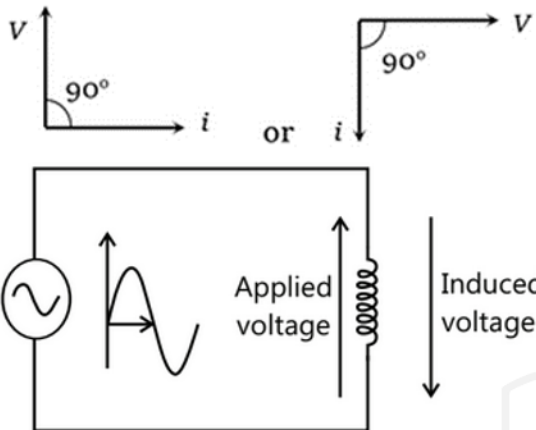 V
90°
i
or
V
90°
i
Applied
voltage
Induced
voltage